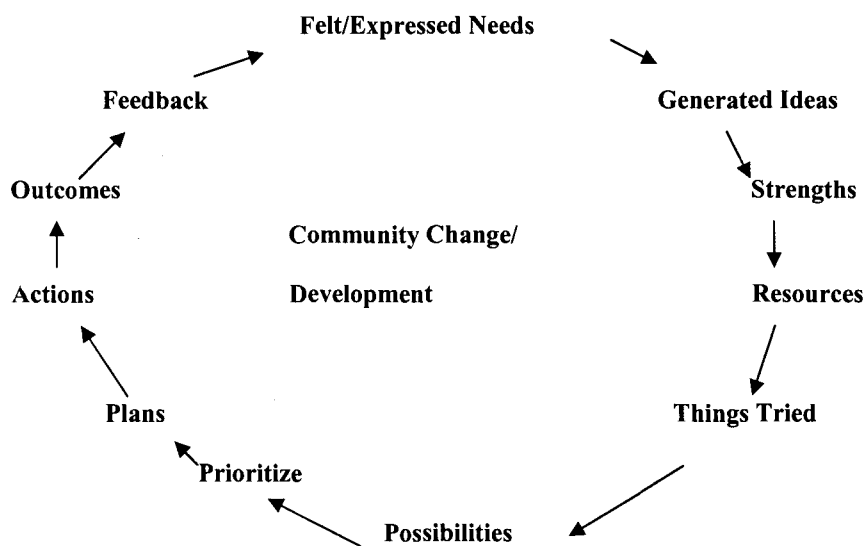 Felt/Expressed Needs
Feedback
Generated Ideas
Outcomes
Strengths
Community Change/
Development
Actions
Resources
Plans
Things Tried
Prioritize
Possibilities